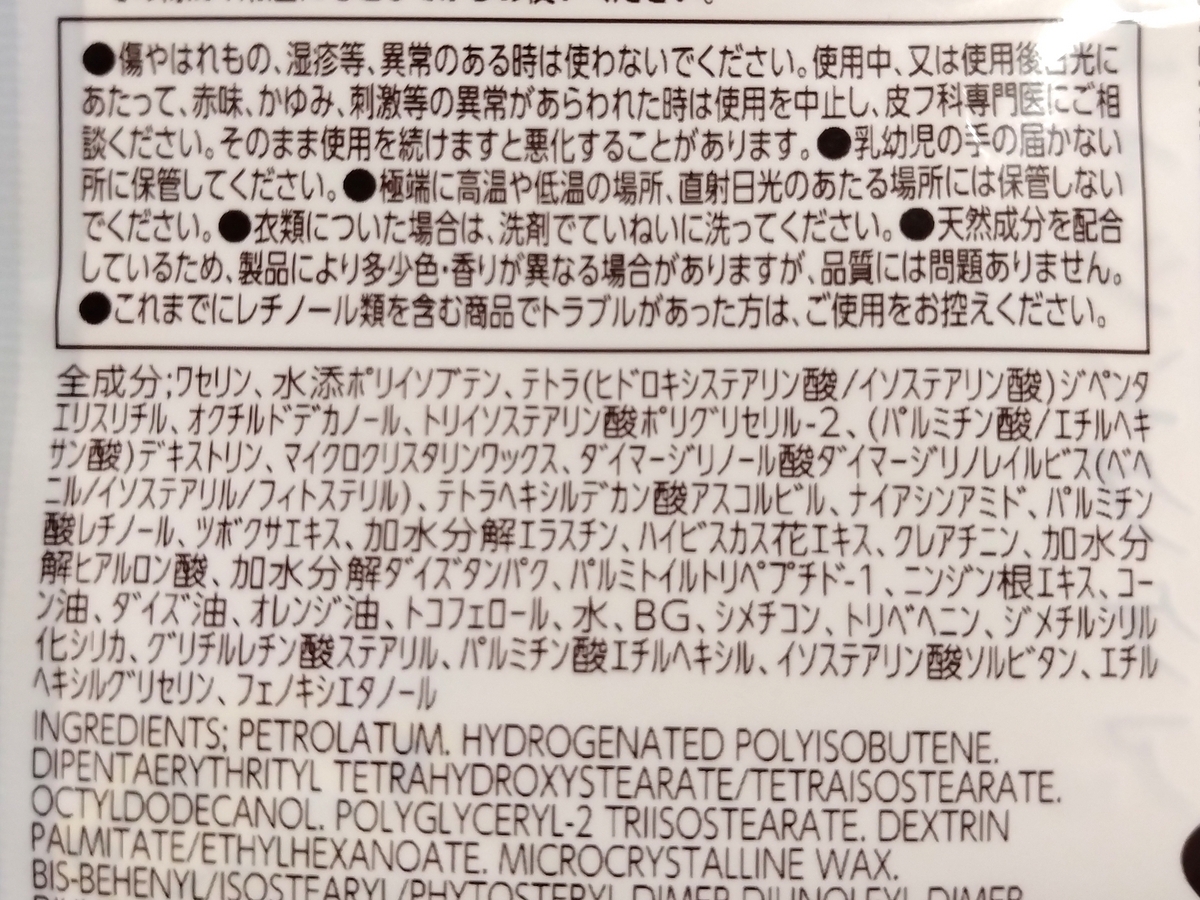 ●傷やはれもの、湿疹等、異常のある時は使わないでください。使用中、又は使用後日光に
あたって、赤味、かゆみ、刺激等の異常があらわれた時は使用を中止し、皮フ科専門医にご相
談ください。そのまま使用を続けますと悪化することがあります。●乳幼児の手の届かない
所に保管してください。●極端に高温や低温の場所、直射日光のあたる場所には保管しない
でください。●衣類についた場合は、洗剤でていねいに洗ってください。●天然成分を配合
しているため、製品により多少色・香りが異なる場合がありますが、品質には問題ありません。
●これまでにレチノール類を含む商品でトラブルがあった方は、ご使用をお控えください。
全成分;ワセリン、水添ポリイソブテン、テトラ(ヒドロキシステアリン酸/イソステアリン酸)ジペンタ
エリスリチル、オクチルドデカノール、トリイソステアリン酸ポリグリセリル-2、(パルミチン酸/エチルヘキ
サン酸)デキストリン、マイクロクリスタリンワックス、ダイマージリノール酸ダイマージリノレイルビス(ベヘ
ニル/イソステアリル/フィトステリル)、テトラヘキシルデカン酸アスコルビル、ナイアシンアミド、パルミチン
酸レチノール、ツボクサエキス、加水分解エラスチン、ハイビスカス花エキス、クレアチニン、加水分
解ヒアルロン酸、加水分解ダイズタンパク、パルミトイルトリペプチド-1、ニンジン根エキス、コー
ン油、ダイズ油、オレンジ油、トコフェロール、水、BG、シメチコン、トリベヘニン、ジメチルシリル
イヒシリカ、グリチルレチン酸ステアリル、パルミチン酸エチルヘキシル、イソステアリン酸ソルビタン、エチル
ヘキシルグリセリン、フェノキシエタノール
INGREDIENTS; PETROLATUM. HYDROGENATED POLYISOBUTENE.
DIPENTAERYTHRITYL TETRAHYDROXYSTEARATE/TETRAISOSTEARATE.
OCTYLDODECANOL. POLYGLYCERYL-2 TRIISOSTEARATE. DEXTRIN
PALMITATE/ETHYLHEXANOATE. MICROCRYSTALLINE WAX.
BIS-BEHENYL/ISOSTEARYL/PHYTOSTERYL DIMER DILINOLEYL DIMER